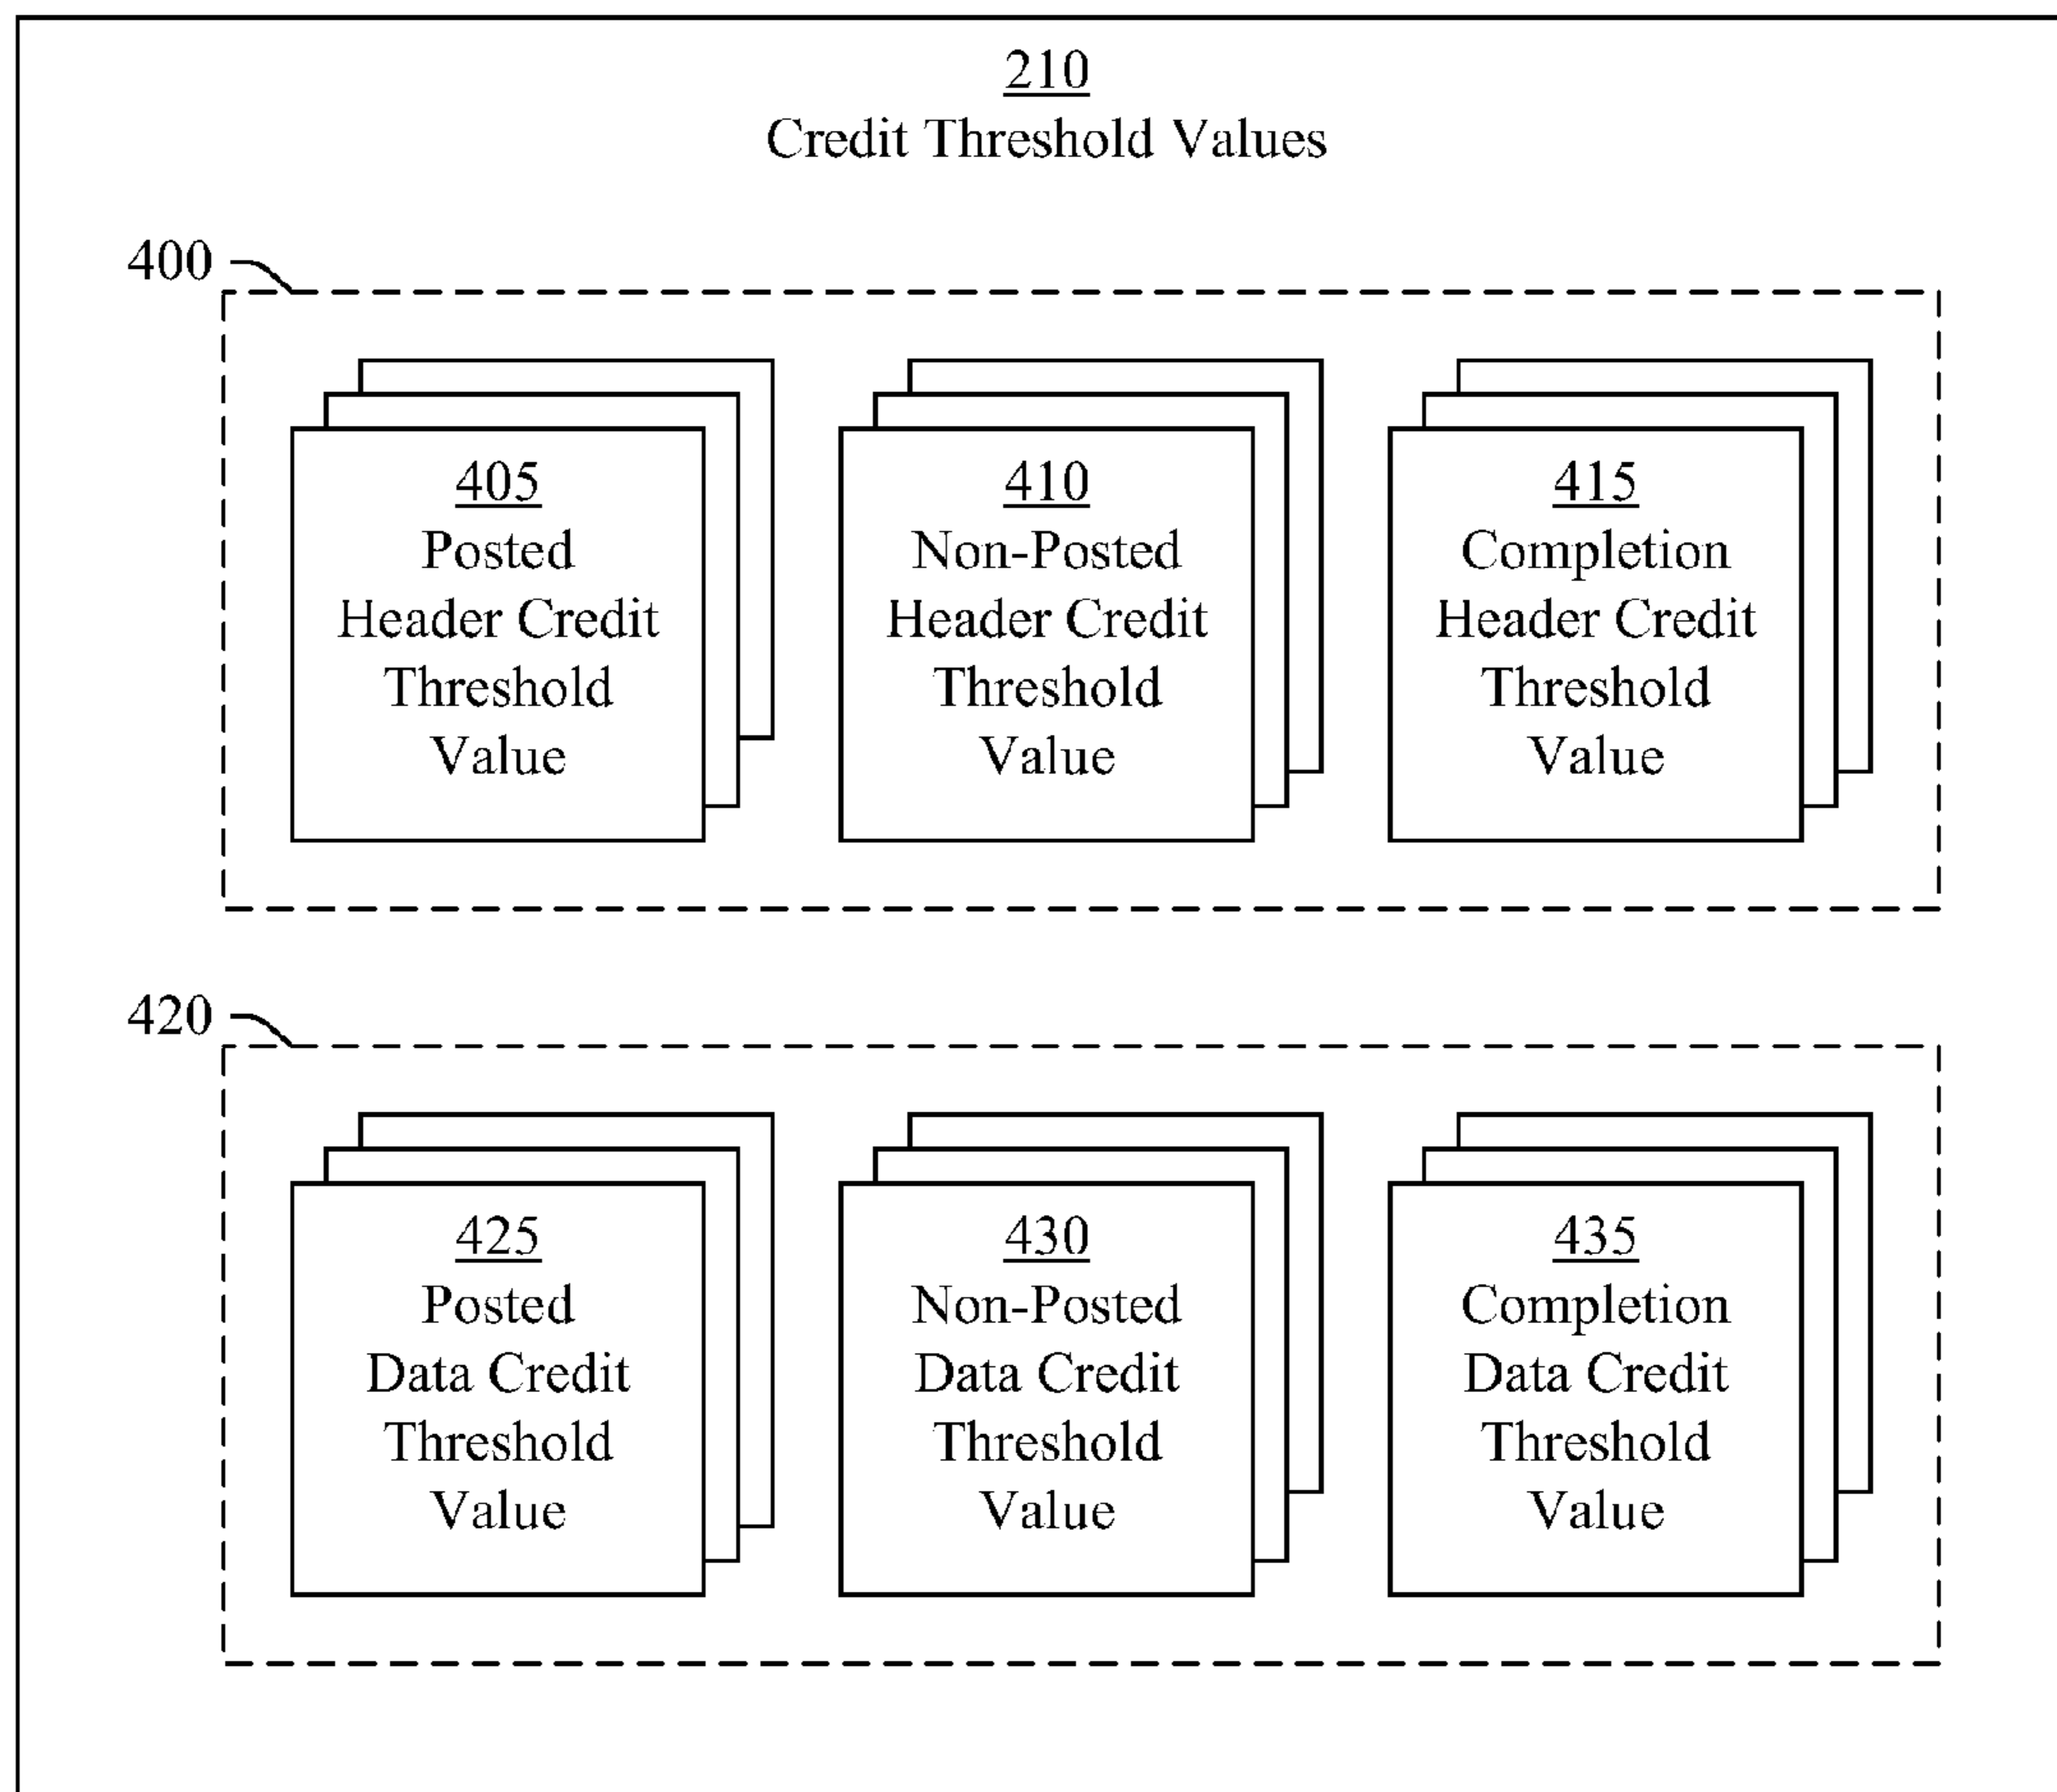 210
Credit Threshold Values
400
405
Posted
Header Credit
Threshold
Value
410
Non-Posted
Header Credit
Threshold
Value
415
Completion
Header Credit
Threshold
Value
420
425
Posted
Data Credit
Threshold
Value
430
Non-Posted
Data Credit
Threshold
Value
435
Completion
Data Credit
Threshold
Value